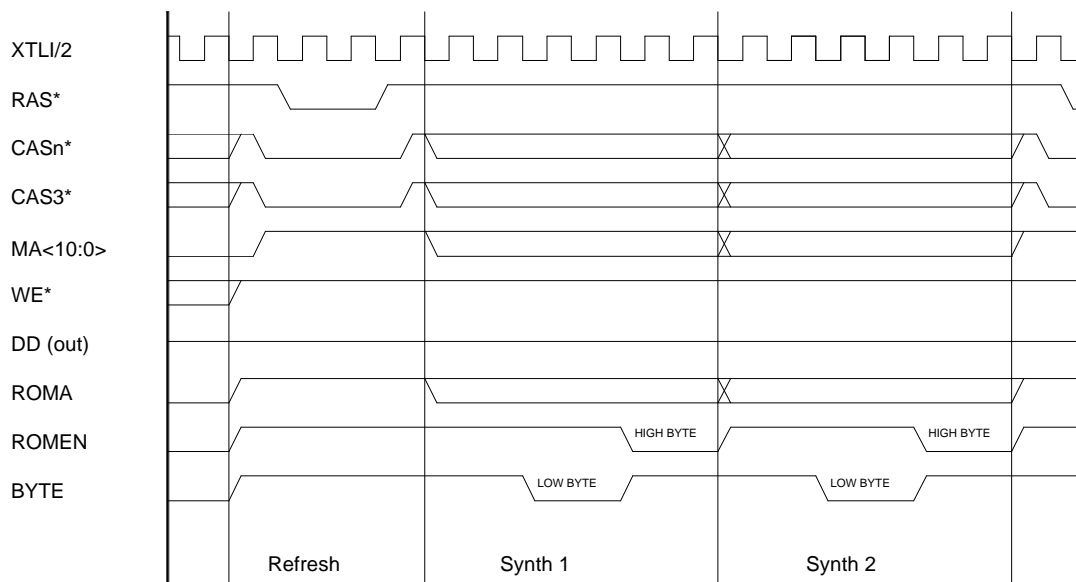 XTLI/2
RAS*
CASn*
CAS3*
MA<10:0>
WE*
DD (out)
ROMA
ROMEN
HIGH BYTE
HIGH BYTE
BYTE
LOW BYTE
LOW BYTE
Refresh
Synth 1
Synth 2